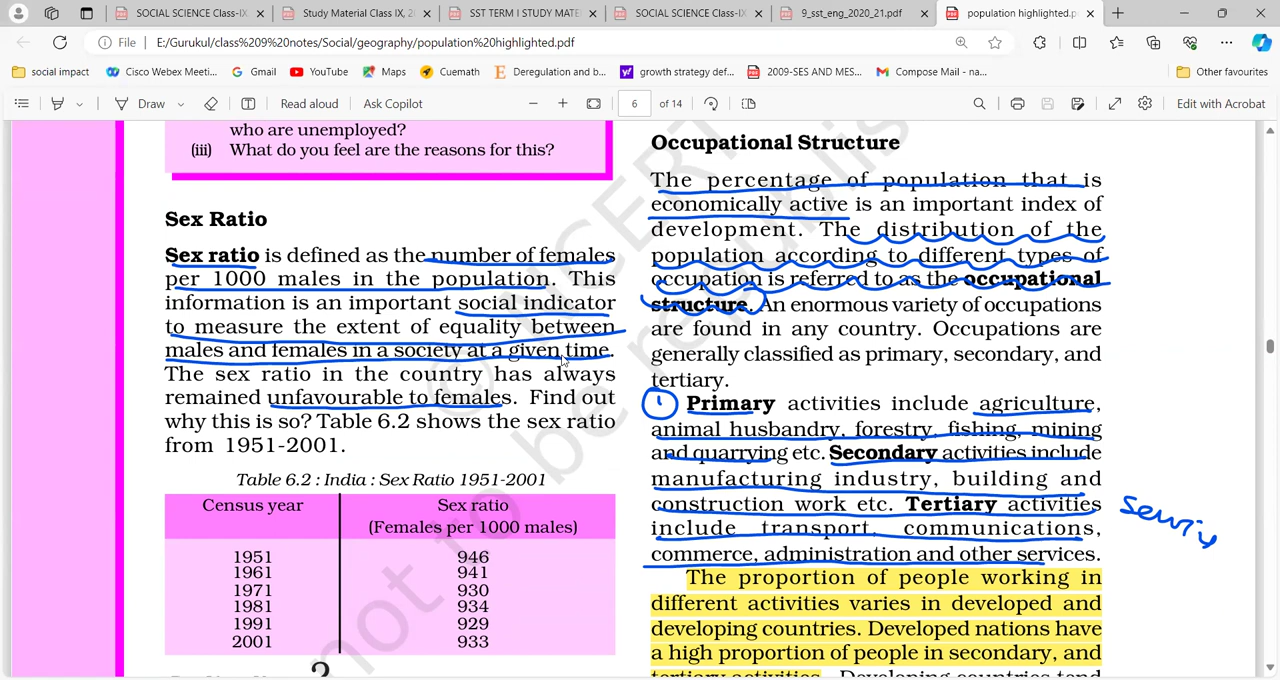 SOCIAL SCIENCE Class-IX
Study Material Class IX, 2
SST TERM I STUDY MATE
SOCIAL SCIENCE Class-IX
9_sst_eng_2020_21.pdf
population highlighted.p
File E:/Gurukul/class%209%20notes/Social/geography/population%20highlighted.pdf
social impact Cisco Webex Meeti... Gmail YouTube Maps Cuemath Deregulation and b... growth strategy def... 2009-SES AND MES... Compose Mail - na... Other favourites
Draw Read aloud Ask Copilot 6 of 14 Edit with Acrobat
who are unemployed?
(iii) What do you feel are the reasons for this?
Sex Ratio
Sex ratio is defined as the number of females
per 1000 males in the population. This
information is an important social indicator
to measure the extent of equality between
males and females in a society at a given time.
The sex ratio in the country has always
remained unfavourable to females. Find out
why this is so? Table 6.2 shows the sex ratio
from 1951-2001.
Table 6.2 : India : Sex Ratio 1951-2001
Census year Sex ratio
(Females per 1000 males)
1951 946
1961 941
1971 930
1981 934
1991 929
2001 933
2
Occupational Structure
The percentage of population that is
economically active is an important index of
development. The distribution of the
population according to different types of
occupation is referred to as the occupational
structure. An enormous variety of occupations
are found in any country. Occupations are
generally classified as primary, secondary, and
tertiary.
1 Primary activities include agriculture,
animal husbandry, forestry, fishing, mining
and quarrying etc. Secondary activities include
manufacturing industry, building and
construction work etc. Tertiary activities
include transport, communications,
commerce, administration and other services.
The proportion of people working in
different activities varies in developed and
developing countries. Developed nations have
a high proportion of people in secondary, and
tertiary activities. Developing countries tend
© NCERT
not to be republis